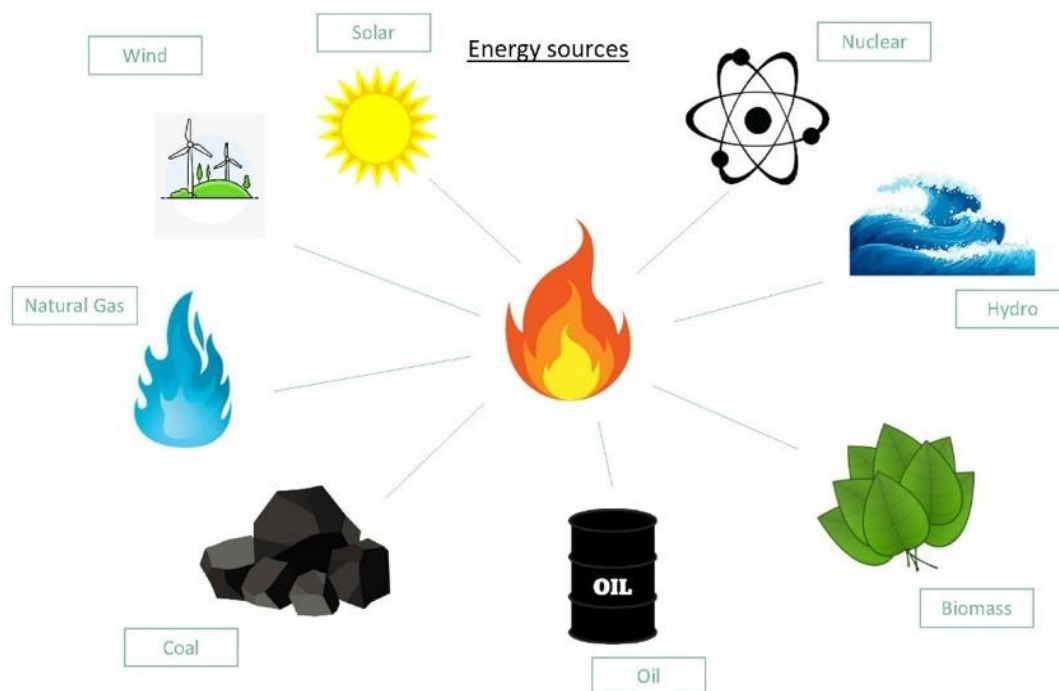 Solar
Energy sources
Nuclear
Wind
Natural Gas
Hydro
OIL
Biomass
Coal
Oil